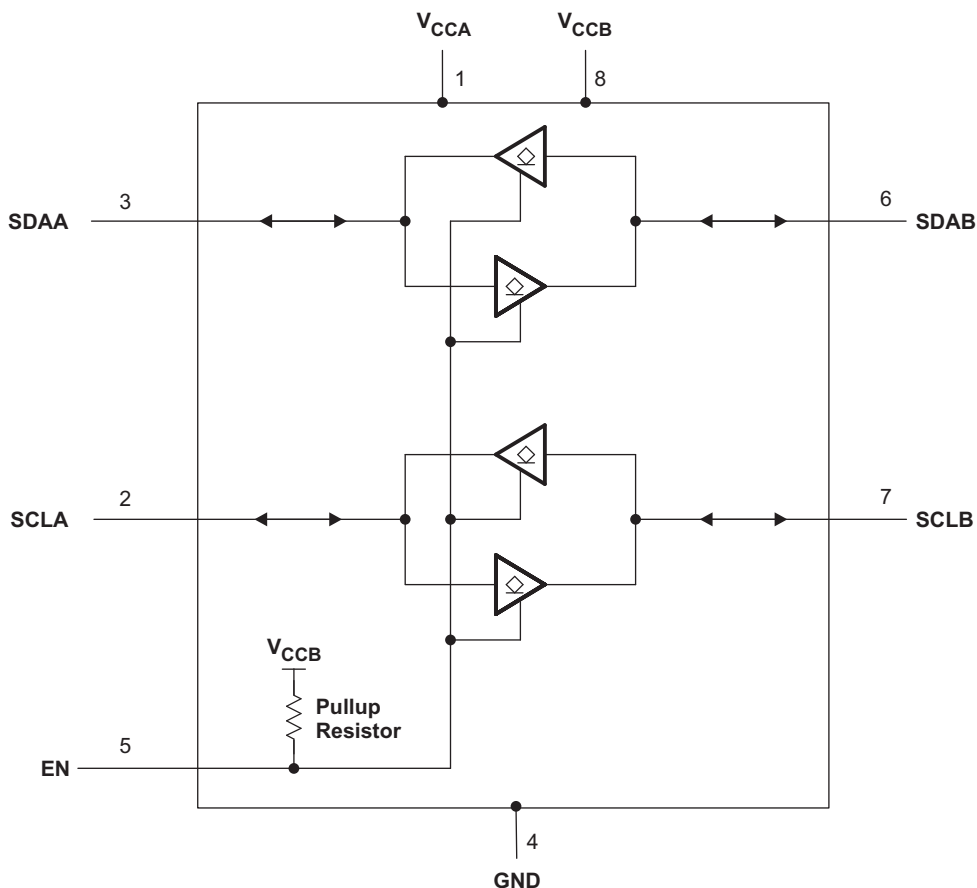 VCCA
VCCB
1
8
3
6
SDAA
SDAB
2
7
SCLA
SCLB
VCCB
Pullup
Resistor
5
EN
4
GND